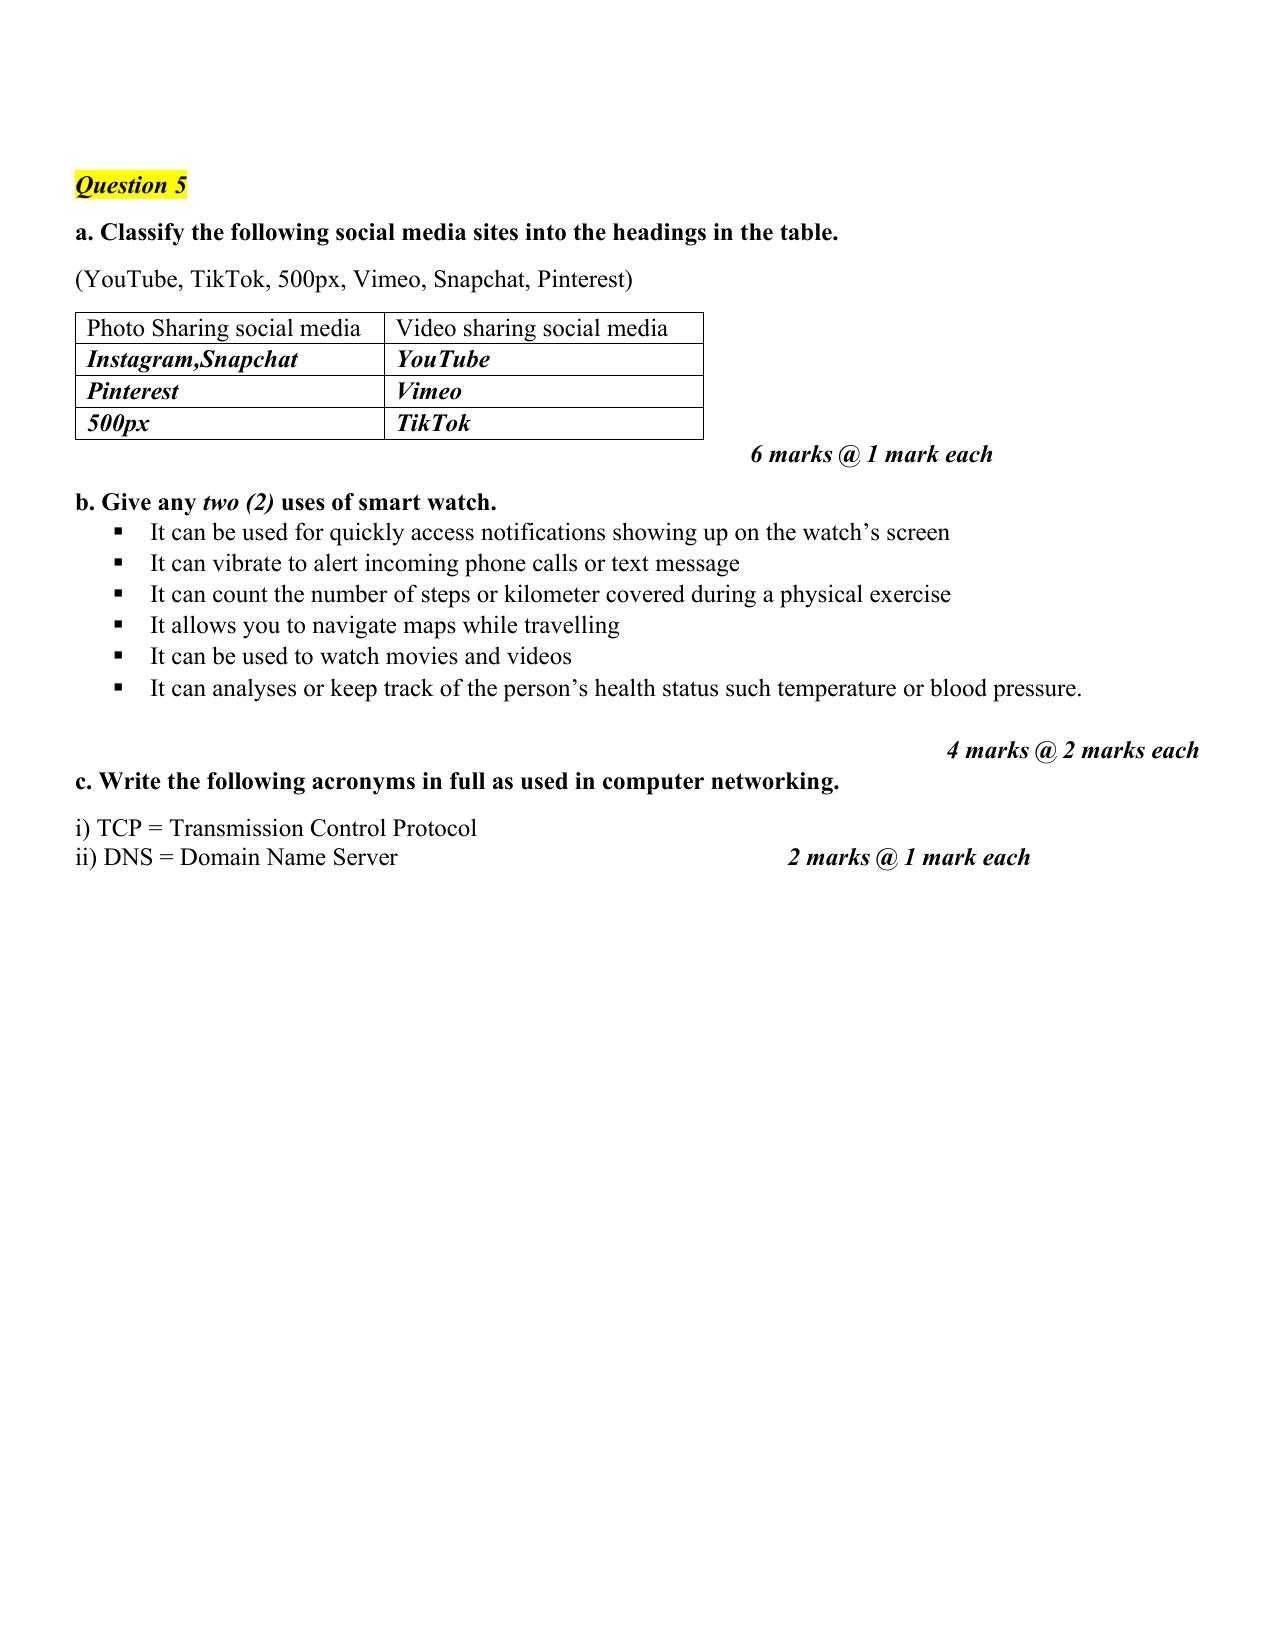 Question 5
a. Classify the following social media sites into the headings in the table.
(YouTube, TikTok, 500px, Vimeo, Snapchat, Pinterest)
Photo Sharing social media Video sharing social media
Instagram,Snapchat YouTube
Pinterest Vimeo
500px TikTok
6 marks @ 1 mark each
b. Give any two (2) uses of smart watch.
▪ It can be used for quickly access notifications showing up on the watch’s screen
▪ It can vibrate to alert incoming phone calls or text message
▪ It can count the number of steps or kilometer covered during a physical exercise
▪ It allows you to navigate maps while travelling
▪ It can be used to watch movies and videos
▪ It can analyses or keep track of the person’s health status such temperature or blood pressure.
4 marks @ 2 marks each
c. Write the following acronyms in full as used in computer networking.
i) TCP = Transmission Control Protocol
ii) DNS = Domain Name Server 2 marks @ 1 mark each